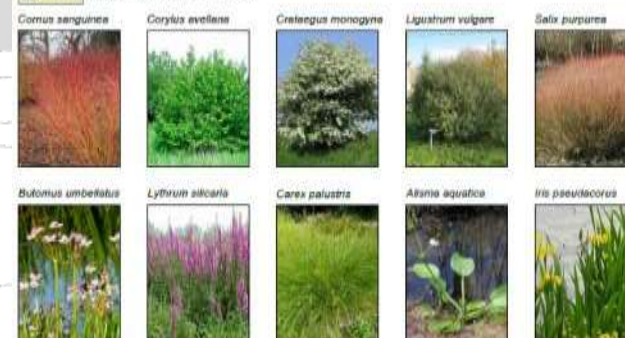 Cornus sanguinea Corylus avellana Crataegus monogyna Ligustrum vulgare Salix purpurea
Butomus umbellatus Lythrum silicaria Carex palustris Alisma aquatica Iris pseudacorus